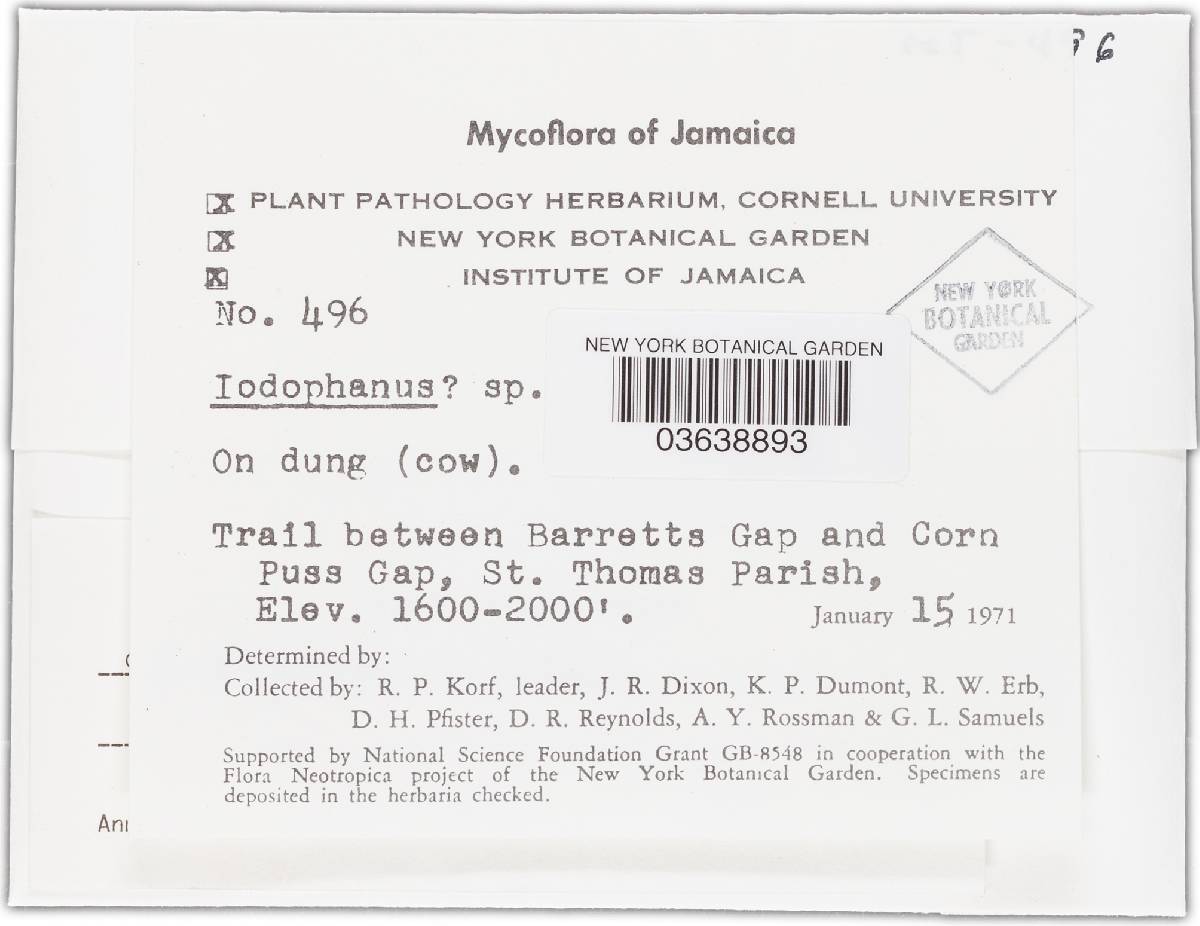 Mycoflora of Jamaica
X PLANT PATHOLOGY HERBARIUM, CORNELL UNIVERSITY
X NEW YORK BOTANICAL GARDEN
X INSTITUTE OF JAMAICA
No. 496
NEW YORK
BOTANICAL
GARDEN
NEW YORK BOTANICAL GARDEN
03638893
Iodophanus? sp.
On dung (cow).
Trail between Barretts Gap and Corn
Puss Gap, St. Thomas Parish,
Elev. 1600-2000'.
January 15 1971
Determined by:
Collected by: R. P. Korf, leader, J. R. Dixon, K. P. Dumont, R. W. Erb,
D. H. Pfister, D. R. Reynolds, A. Y. Rossman & G. L. Samuels
Supported by National Science Foundation Grant GB-8548 in cooperation with the
Flora Neotropica project of the New York Botanical Garden. Specimens are
deposited in the herbaria checked.